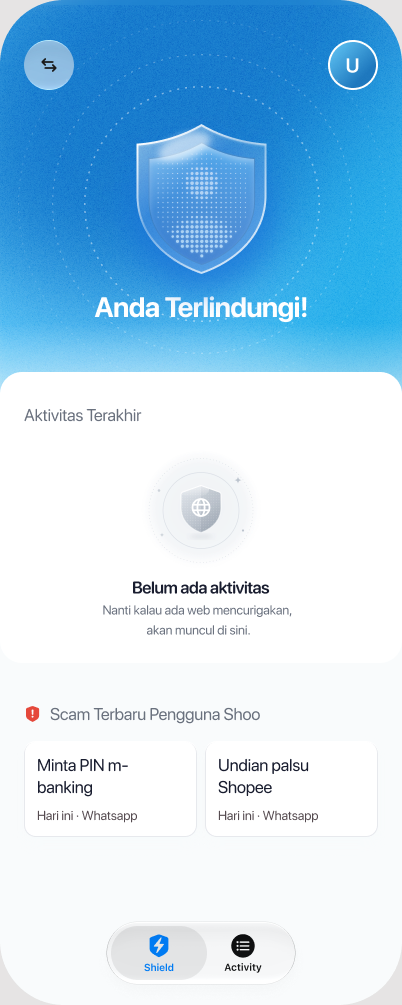 U
Anda Terlindungi!
Aktivitas Terakhir
Belum ada aktivitas
Nanti kalau ada web mencurigakan,
akan muncul di sini.
Scam Terbaru Pengguna Shoo
Minta PIN m-
banking
Hari ini · Whatsapp
Undian palsu
Shopee
Hari ini · Whatsapp
Shield
Activity